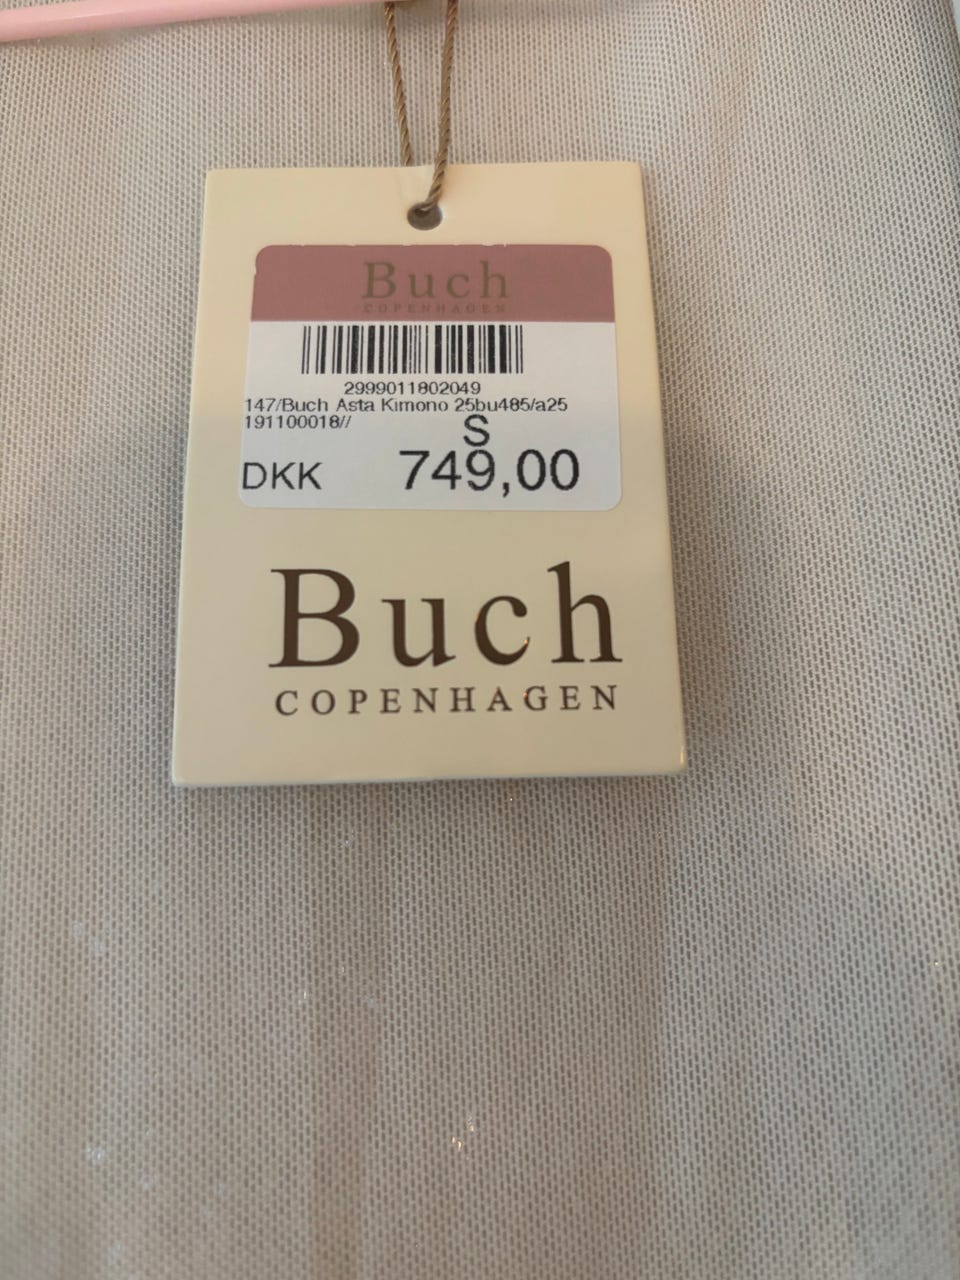 Buch
COPENHAGEN
2999011802049
147/Buch Asta Kimono 25bu485/a25
191100018//
S
DKK 749,00
Buch
COPENHAGEN